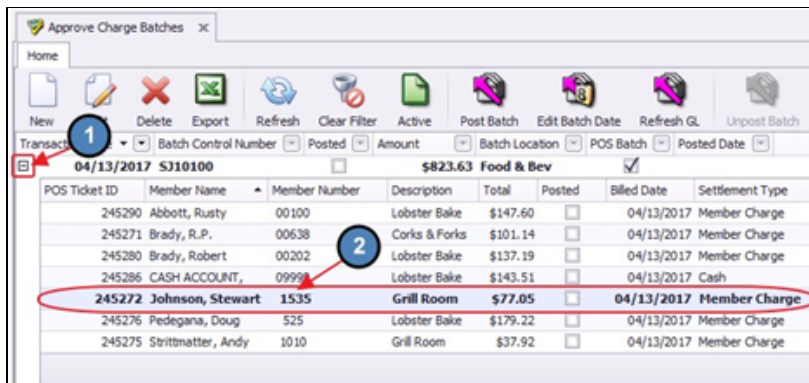 Approve Charge Batches x
Home
New Delete Export Refresh Clear Filter Active Post Batch Edit Batch Date Refresh GL Unpost Batch
1
Batch Control Number Posted Amount Batch Location POS Batch Posted Date
04/13/2017 SJ10100 $823.63 Food & Bev
POS Ticket ID Member Name Member Number Description Total Posted Billed Date Settlement Type
245290 Abbott, Rusty 00100 Lobster Bake $147.60 04/13/2017 Member Charge
245271 Brady, R.P. 00638 Corks & Forks $101.14 04/13/2017 Member Charge
2
245280 Brady, Robert 00202 Lobster Bake $137.19 04/13/2017 Member Charge
245286 CASH ACCOUNT, Lobster Bake $143.51 04/13/2017 Cash
245272 Johnson, Stewart 1535 Grill Room $77.05 04/13/2017 Member Charge
245276 Pedegana, Doug 525 Lobster Bake $179.22 04/13/2017 Member Charge
245275 Strittmatter, Andy 1010 Grill Room $37.92 04/13/2017 Member Charge